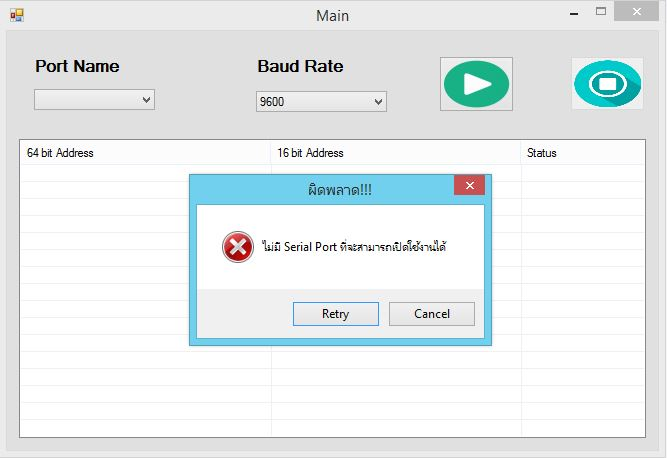 Main
Port Name
Baud Rate
9600
64 bit Address
16 bit Address
Status
ผิดพลาด!!!
ไม่มี Serial Port ที่จะสามารถเปิดใช้งานได้
Retry
Cancel